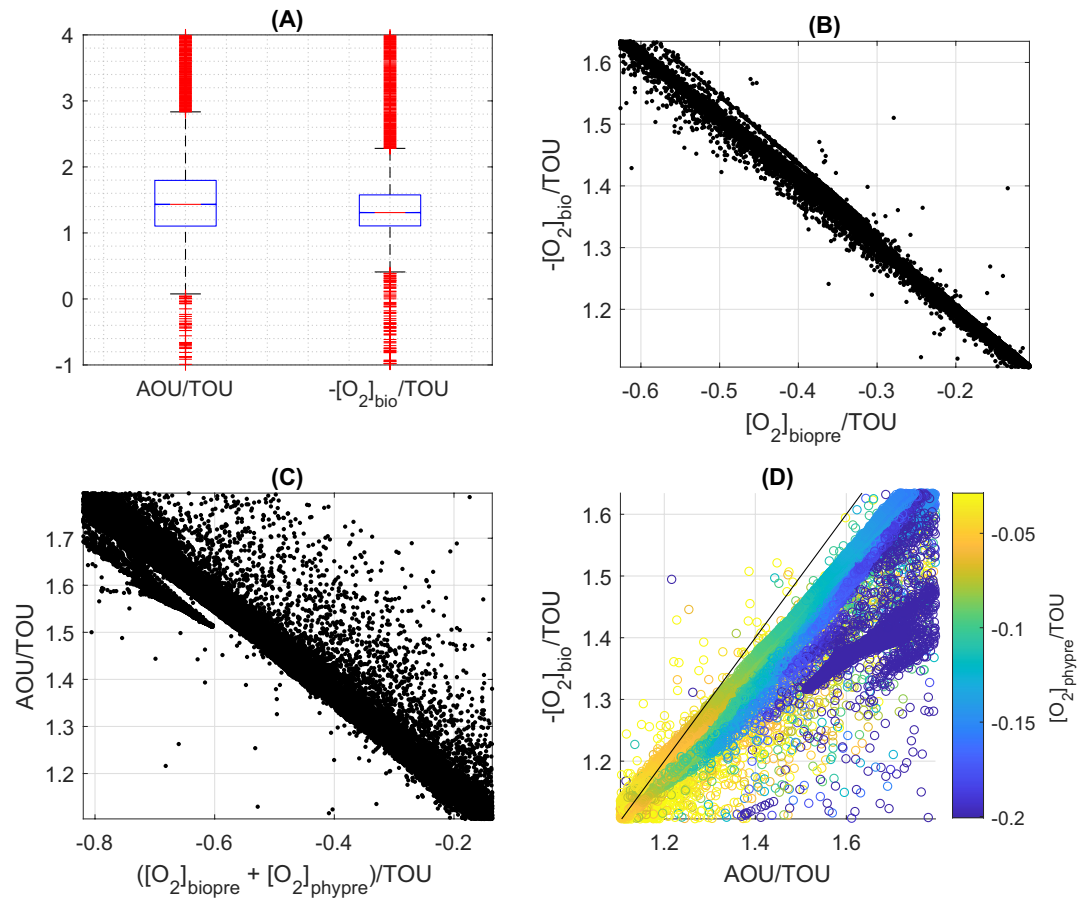 (A)
4
3
2
1
0
-1
AOU/TOU
-[O2]bio/TOU
(B)
1.6
1.5
1.4
1.3
1.2
-[O2]bio/TOU
-0.6 -0.5 -0.4 -0.3 -0.2
[O2]biopre/TOU
(C)
1.7
1.6
1.5
1.4
1.3
1.2
AOU/TOU
-0.8 -0.6 -0.4 -0.2
([O2]biopre + [O2]phypre)/TOU
(D)
1.6
1.5
1.4
1.3
1.2
-[O2]bio/TOU
1.2 1.4 1.6
AOU/TOU
-0.05
-0.1
-0.15
-0.2
[O2]phypre/TOU